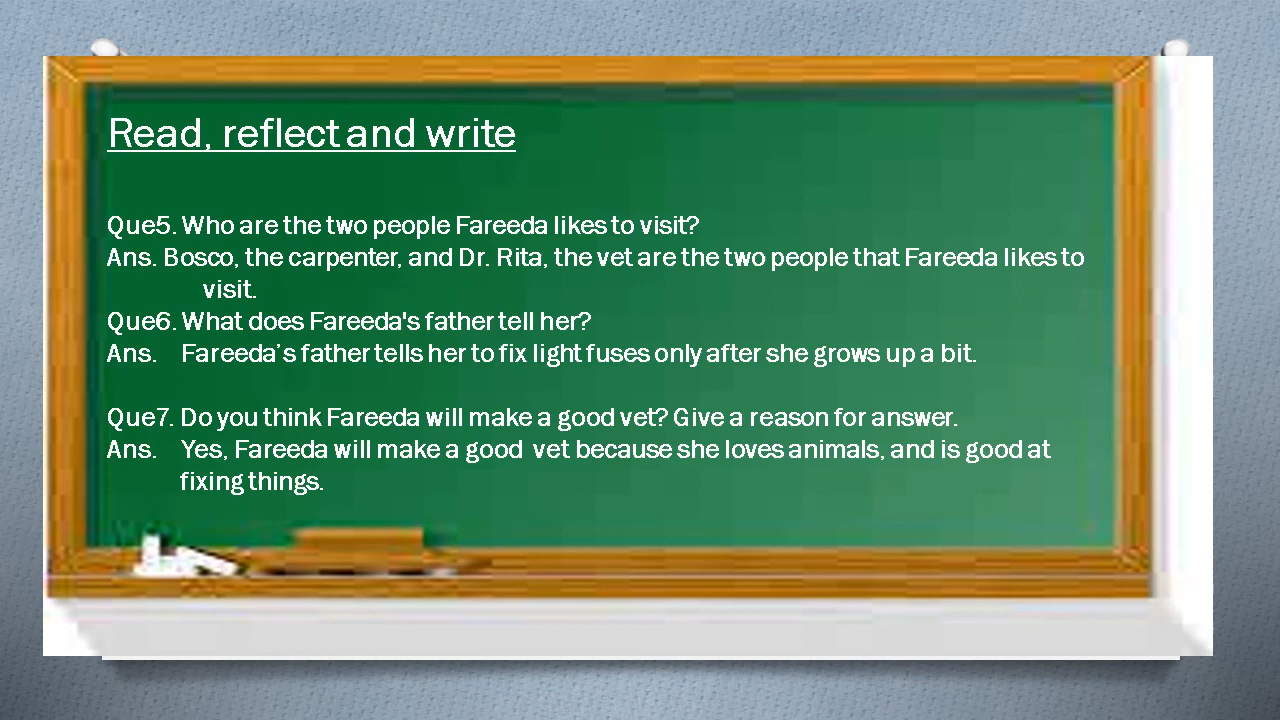 Read, reflect and write
Que5. Who are the two people Fareeda likes to visit?
Ans. Bosco, the carpenter, and Dr. Rita, the vet are the two people that Fareeda likes to
visit.
Que6. What does Fareeda's father tell her?
Ans. Fareeda’s father tells her to fix light fuses only after she grows up a bit.
Que7. Do you think Fareeda will make a good vet? Give a reason for answer.
Ans. Yes, Fareeda will make a good vet because she loves animals, and is good at
fixing things.